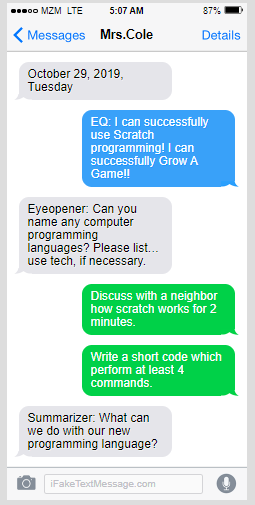 MZM LTE 5:07 AM 87%
Messages Mrs.Cole Details
October 29, 2019,
Tuesday
EQ: I can successfully
use Scratch
programming! I can
successfully Grow A
Game!!
Eyeopener: Can you
name any computer
programming
languages? Please list...
use tech, if necessary.
Discuss with a neighbor
how scratch works for 2
minutes.
Write a short code which
perform at least 4
commands.
Summarizer: What can
we do with our new
programming language?
iFakeTextMessage.com